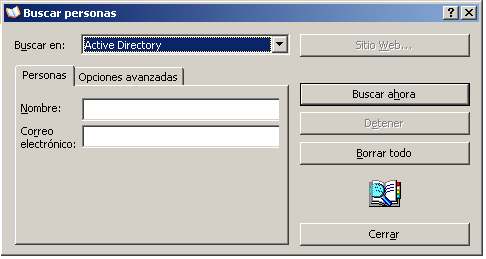 Buscar personas
Buscar en: Active Directory
Sitio Web...
Personas
Opciones avanzadas
Nombre:
Correo
electrónico:
Buscar ahora
Detener
Borrar todo
Cerrar